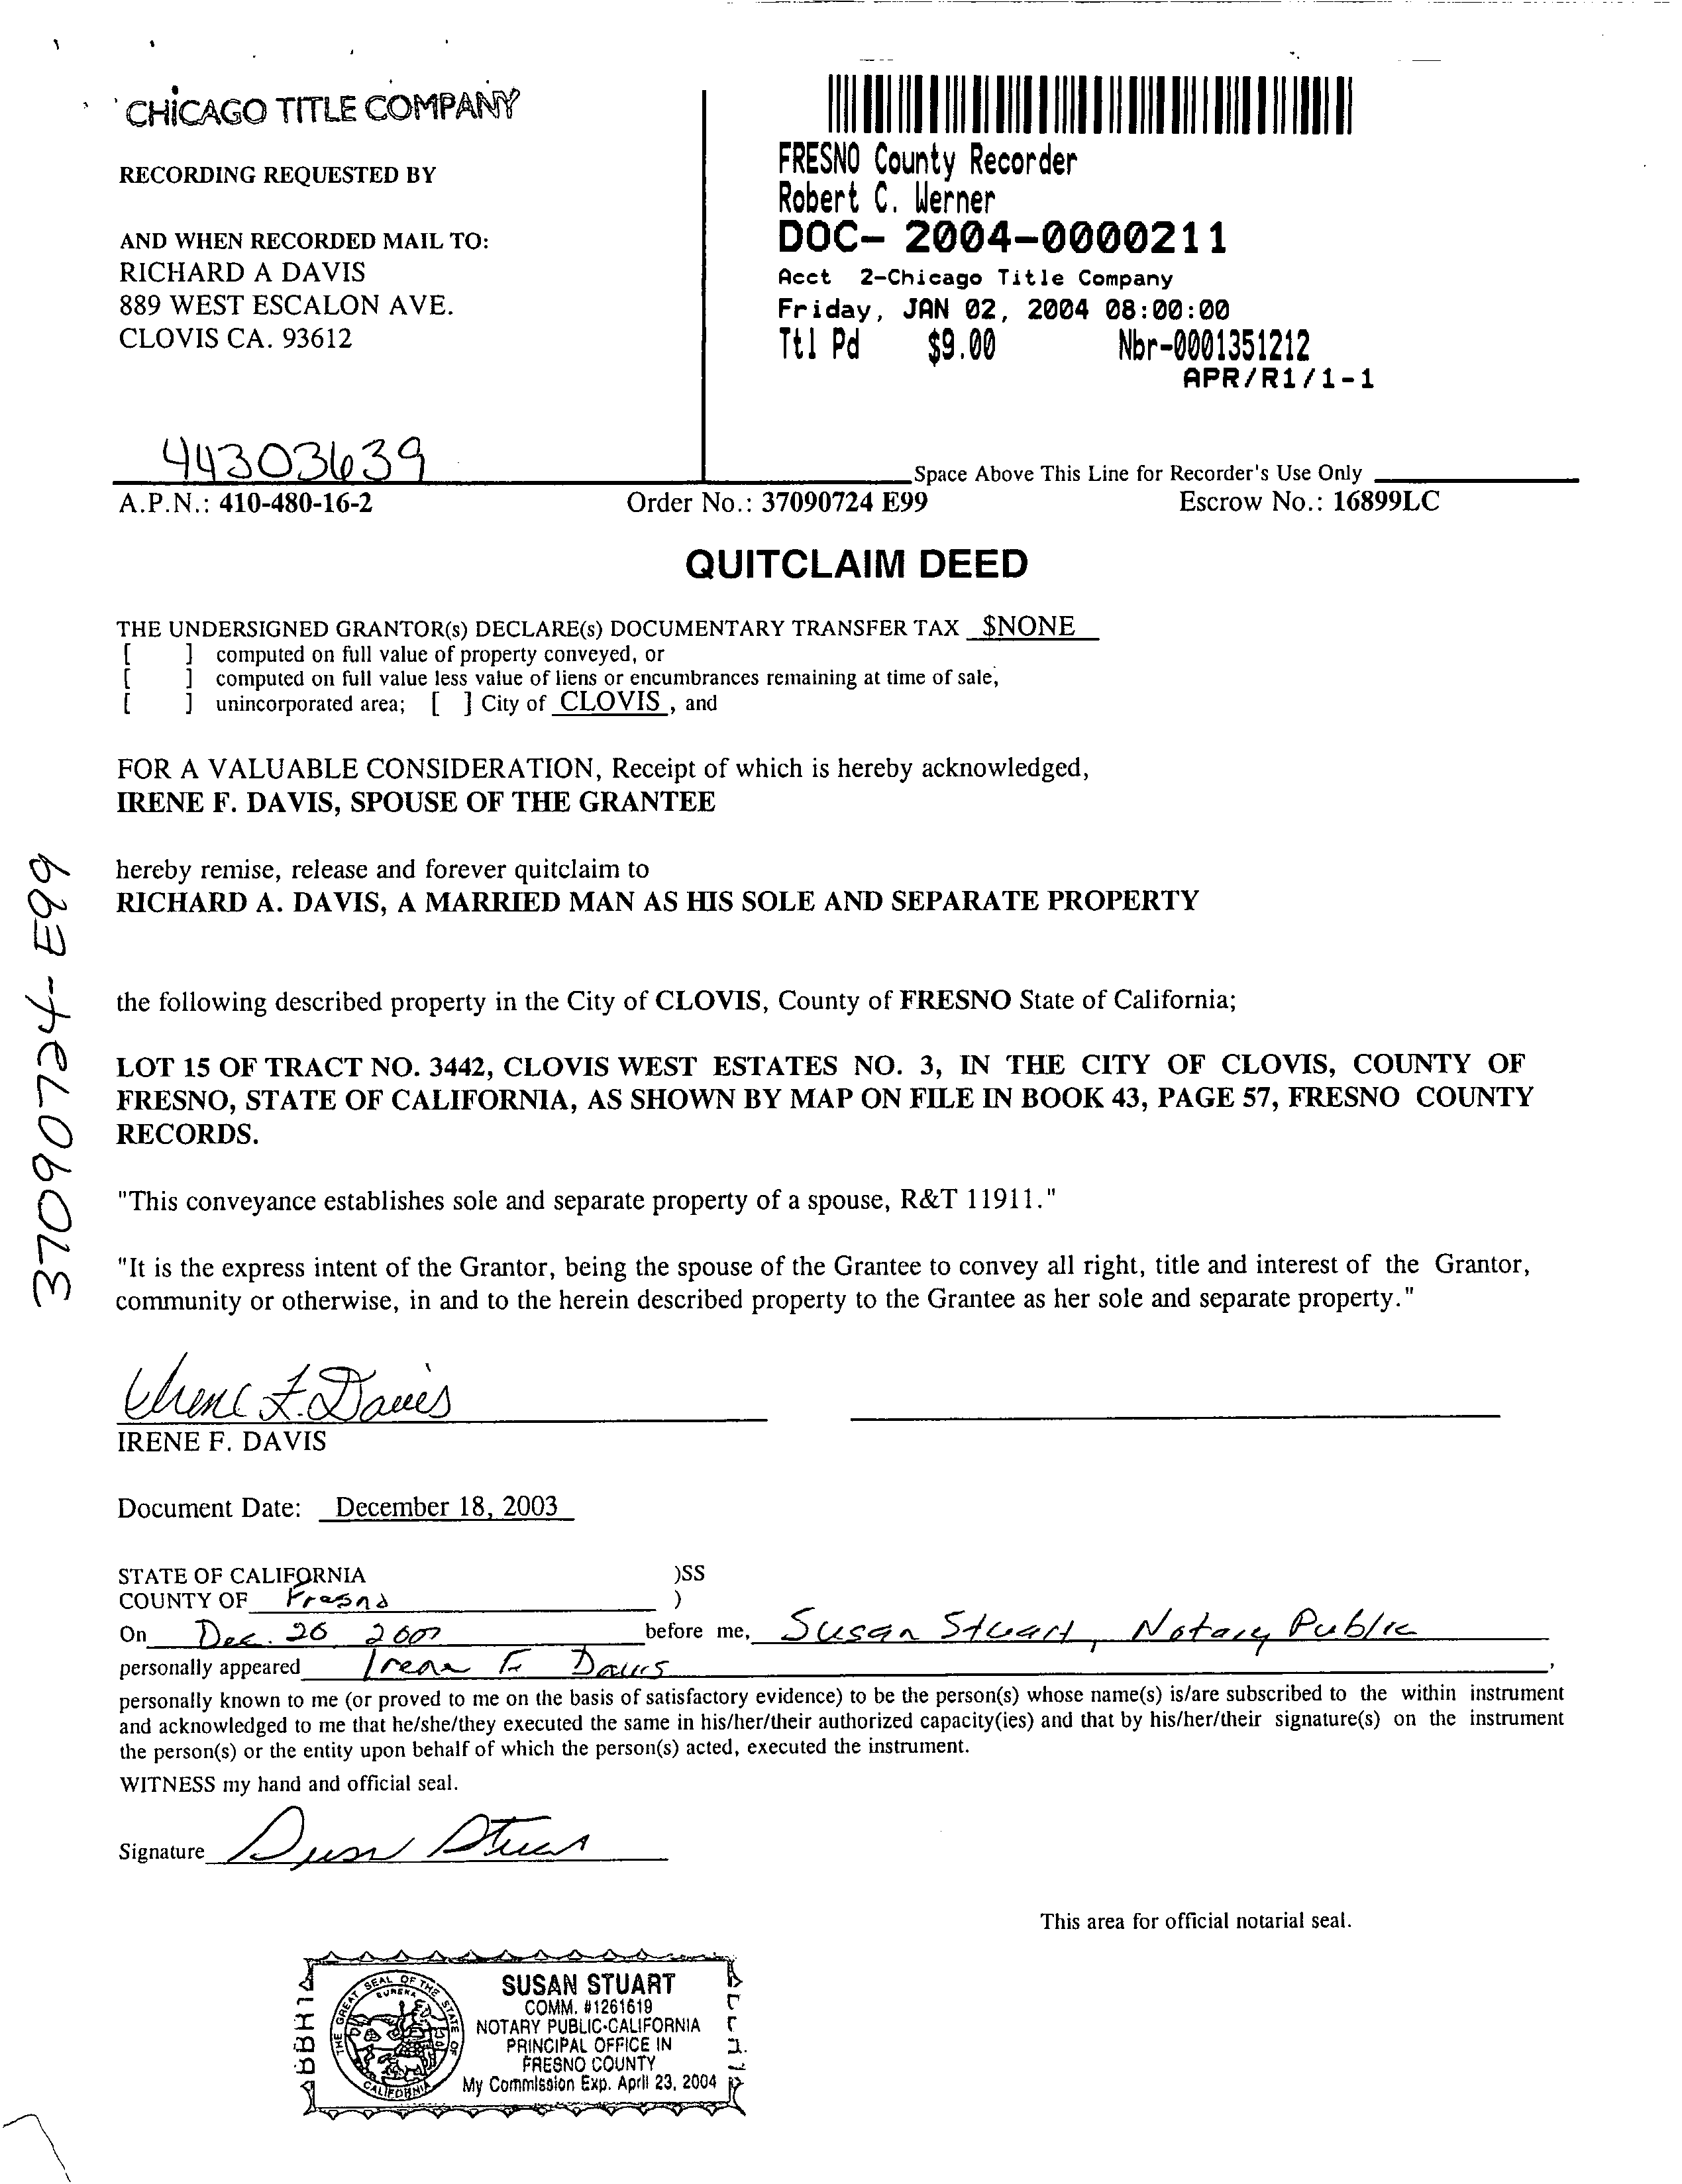 CHICAGO TITLE COMPANY
RECORDING REQUESTED BY
AND WHEN RECORDED MAIL TO:
RICHARD A DAVIS
889 WEST ESCALON AVE.
CLOVIS CA. 93612
FRESNO County Recorder
Robert C. Werner
DOC- 2004-0000211
Acct 2-Chicago Title Company
Friday, JAN 02, 2004 08:00:00
Ttl Pd $9.00 Nbr-0001351212
APR/R1/1-1
44303639
Space Above This Line for Recorder's Use Only
A.P.N.: 410-480-16-2 Order No.: 37090724 E99 Escrow No.: 16899LC
QUITCLAIM DEED
THE UNDERSIGNED GRANTOR(s) DECLARE(s) DOCUMENTARY TRANSFER TAX $NONE
[ ] computed on full value of property conveyed, or
[ ] computed on full value less value of liens or encumbrances remaining at time of sale,
[ ] unincorporated area; [ ] City of CLOVIS , and
FOR A VALUABLE CONSIDERATION, Receipt of which is hereby acknowledged,
IRENE F. DAVIS, SPOUSE OF THE GRANTEE
hereby remise, release and forever quitclaim to
RICHARD A. DAVIS, A MARRIED MAN AS HIS SOLE AND SEPARATE PROPERTY
the following described property in the City of CLOVIS, County of FRESNO State of California;
LOT 15 OF TRACT NO. 3442, CLOVIS WEST ESTATES NO. 3, IN THE CITY OF CLOVIS, COUNTY OF
FRESNO, STATE OF CALIFORNIA, AS SHOWN BY MAP ON FILE IN BOOK 43, PAGE 57, FRESNO COUNTY
RECORDS.
"This conveyance establishes sole and separate property of a spouse, R&T 11911."
"It is the express intent of the Grantor, being the spouse of the Grantee to convey all right, title and interest of the Grantor,
community or otherwise, in and to the herein described property to the Grantee as her sole and separate property."
37090724-E99
Irene F. Davis
IRENE F. DAVIS
Document Date: December 18, 2003
STATE OF CALIFORNIA )SS
COUNTY OF Fresno )
On Dec. 26 before me, Susan Stuart, Notary Public
personally appeared Irene F. Davis ,
personally known to me (or proved to me on the basis of satisfactory evidence) to be the person(s) whose name(s) is/are subscribed to the within instrument
and acknowledged to me that he/she/they executed the same in his/her/their authorized capacity(ies) and that by his/her/their signature(s) on the instrument
the person(s) or the entity upon behalf of which the person(s) acted, executed the instrument.
WITNESS my hand and official seal.
Signature Susan Stuart
This area for official notarial seal.
THE GREAT SEAL OF THE STATE OF CALIFORNIA
EUREKA
SUSAN STUART
COMM. #1261619
NOTARY PUBLIC-CALIFORNIA
PRINCIPAL OFFICE IN
FRESNO COUNTY
My Commission Exp. April 23, 2004